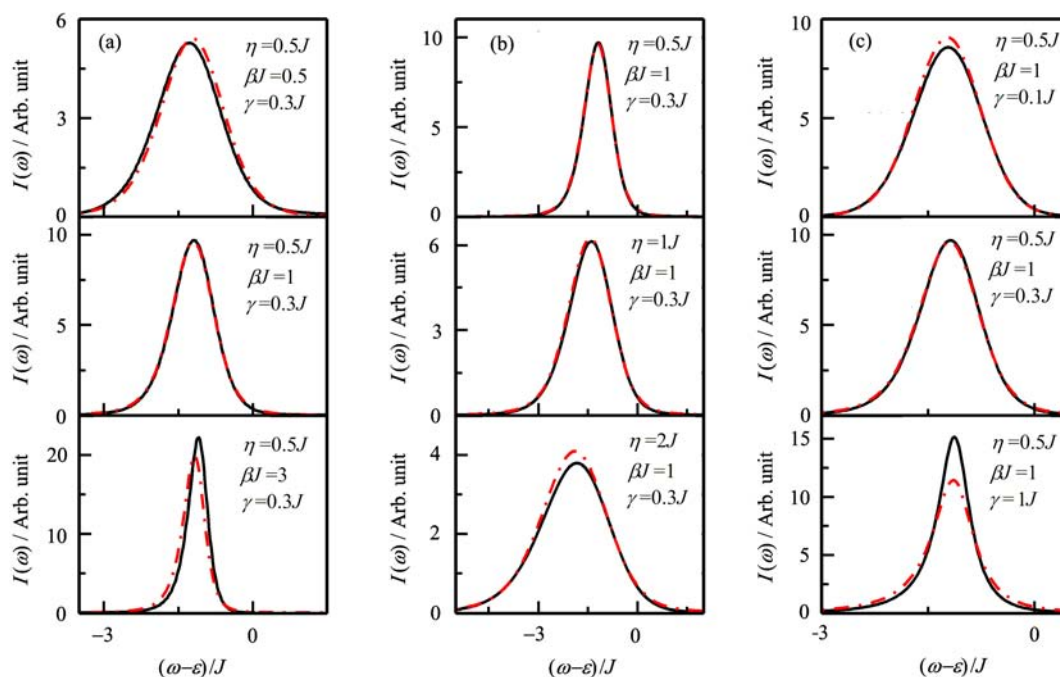 (a)
η=0.5J
βJ=0.5
γ=0.3J
I(ω) / Arb. unit
6
3
0
η=0.5J
βJ=1
γ=0.3J
I(ω) / Arb. unit
10
5
0
η=0.5J
βJ=3
γ=0.3J
I(ω) / Arb. unit
20
10
0
−3
0
(ω−ε)/J
(b)
η=0.5J
βJ=1
γ=0.3J
I(ω) / Arb. unit
10
5
0
η=1J
βJ=1
γ=0.3J
I(ω) / Arb. unit
6
3
0
η=2J
βJ=1
γ=0.3J
I(ω) / Arb. unit
4
2
0
−3
0
(ω−ε)/J
(c)
η=0.5J
βJ=1
γ=0.1J
I(ω) / Arb. unit
10
5
0
η=0.5J
βJ=1
γ=0.3J
I(ω) / Arb. unit
10
5
0
η=0.5J
βJ=1
γ=1J
I(ω) / Arb. unit
15
10
5
0
-3
0
(ω−ε)/J